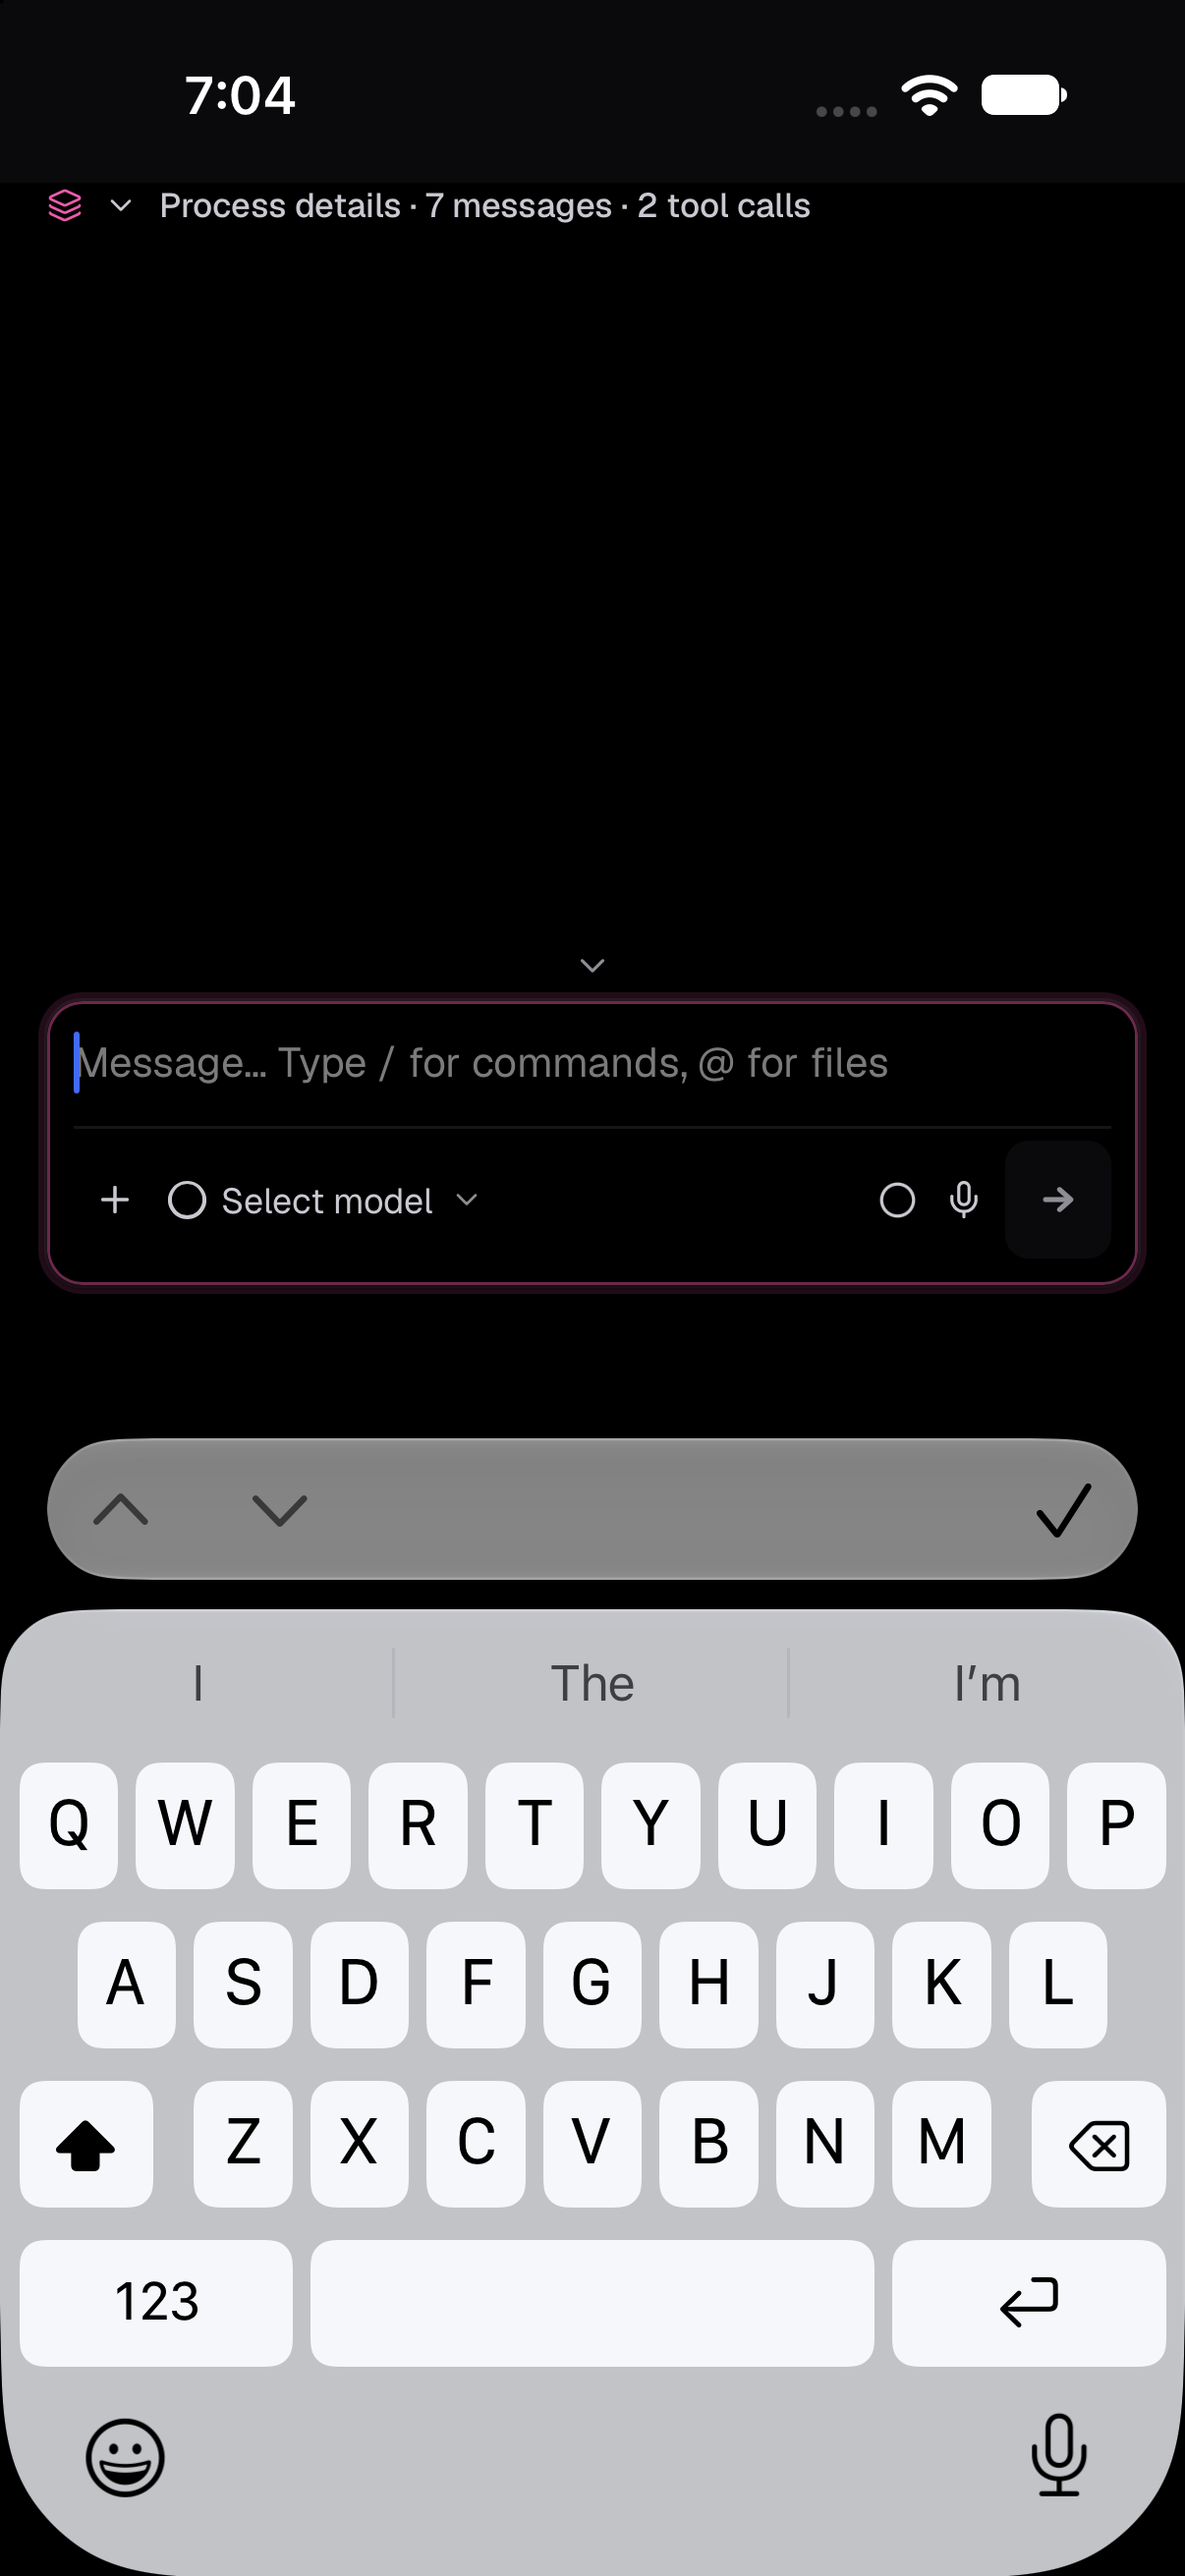 7:04
Process details · 7 messages · 2 tool calls
Message... Type / for commands, @ for files
Select model
I The I'm
Q W E R T Y U I O P
A S D F G H J K L
Z X C V B N M
123